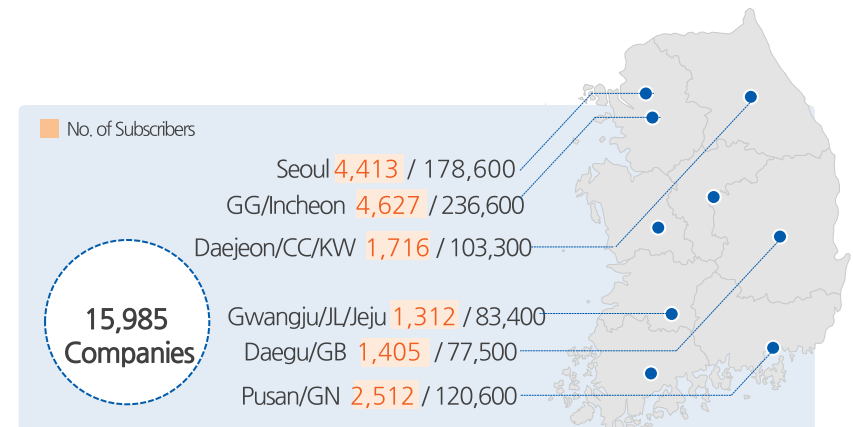 No. of Subscribers
Seoul 4,413 / 178,600
GG/Incheon 4,627 / 236,600
Daejeon/CC/KW 1,716 / 103,300
15,985
Companies
Gwangju/JL/Jeju 1,312 / 83,400
Daegu/GB 1,405 / 77,500
Pusan/GN 2,512 / 120,600